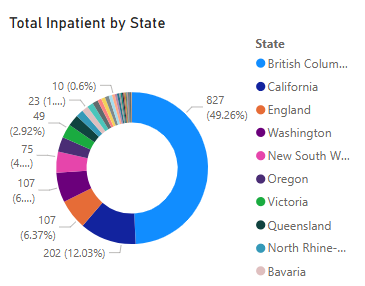 Total Inpatient by State
10 (0.6%)
23 (1....)
49
(2.92%)
75
(4....)
107
(6....)
107
(6.37%)
202 (12.03%)
827
(49.26%)
State
British Colum...
California
England
Washington
New South W...
Oregon
Victoria
Queensland
North Rhine-...
Bavaria